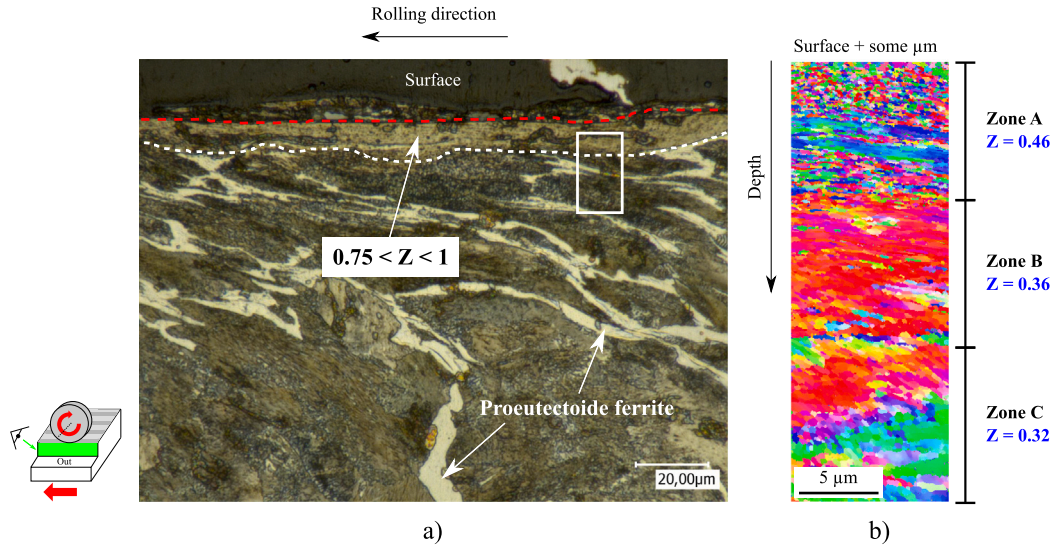 a)
Rolling direction
Surface
0.75 < Z < 1
Proeutectoide ferrite
20,00µm
Out
a)
Surface + some µm
Depth
Zone A
Z = 0.46
Zone B
Z = 0.36
Zone C
Z = 0.32
5 µm
b)